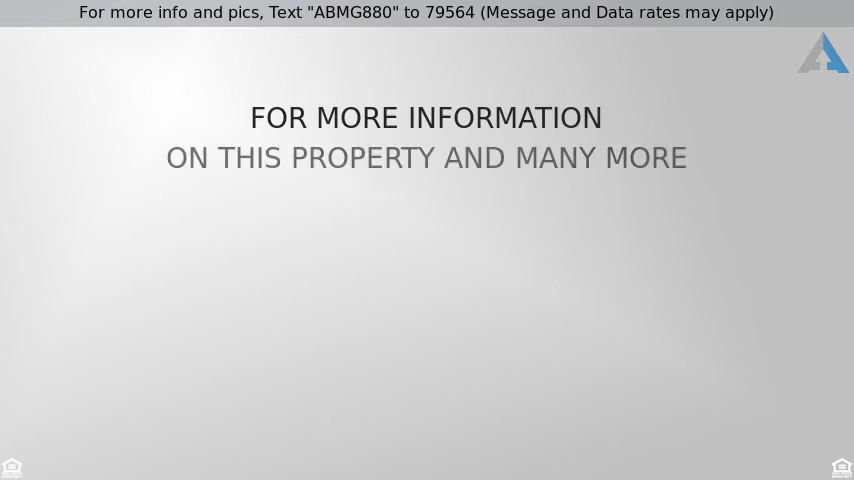 For more info and pics, Text "ABMG880" to 79564 (Message and Data rates may apply)
FOR MORE INFORMATION
ON THIS PROPERTY AND MANY MORE